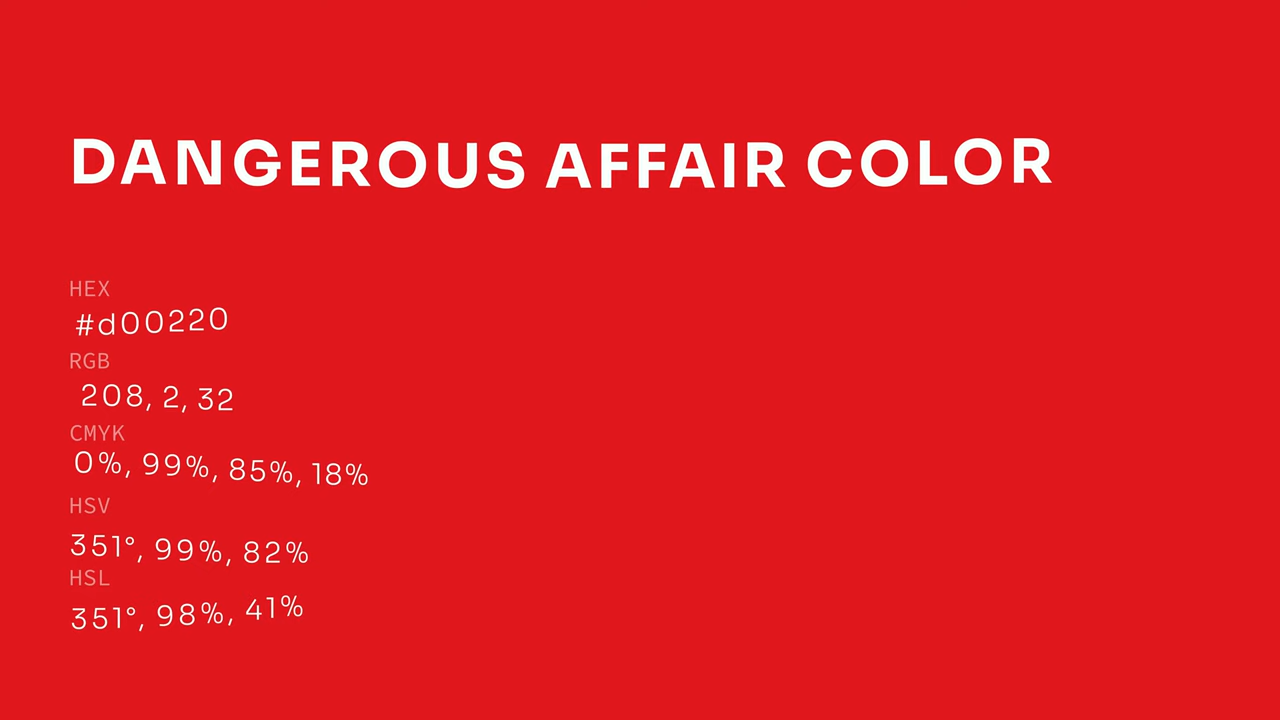 DANGEROUS AFFAIR COLOR
HEX
#d00220
RGB
208, 2, 32
CMYK
0%, 99%, 85%, 18%
HSV
351°, 99%, 82%
HSL
351°, 98%, 41%